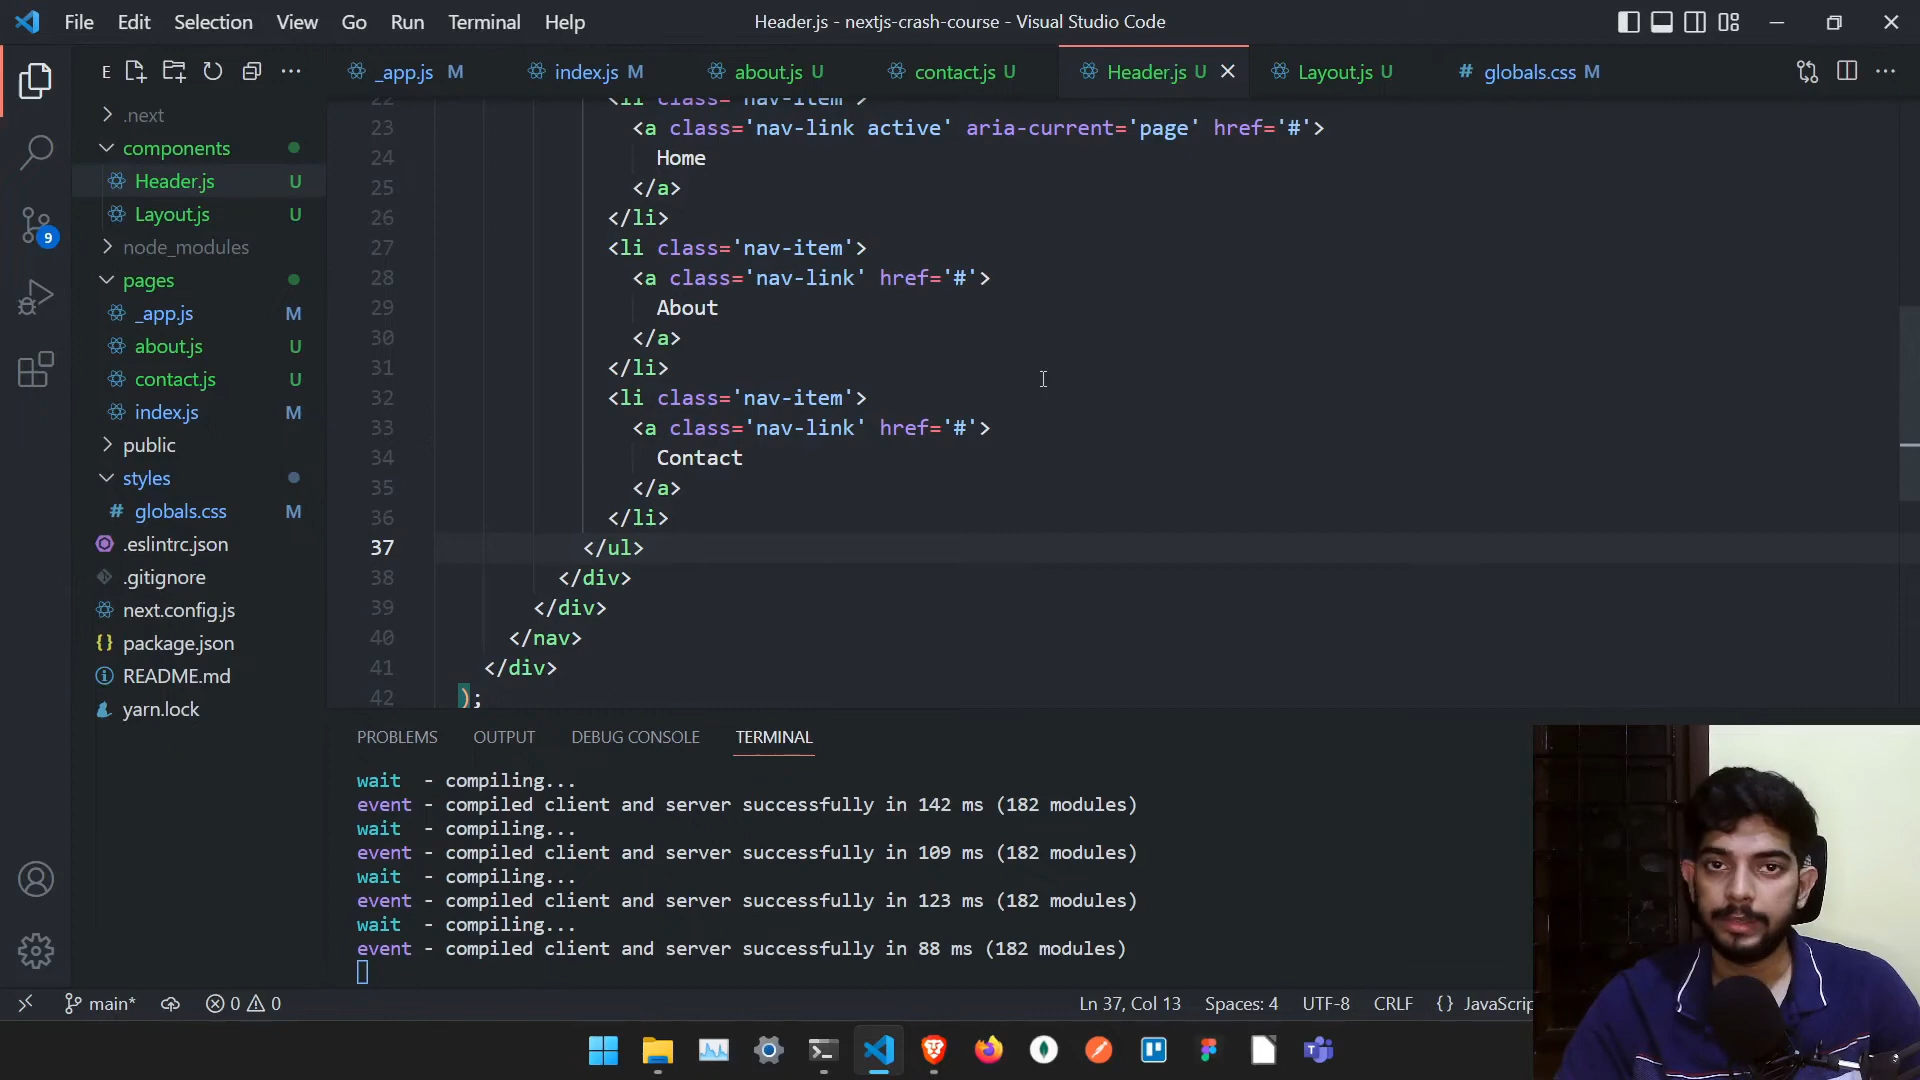 File Edit Selection View Go Run Terminal Help
Header.js - nextjs-crash-course - Visual Studio Code
E
_app.js M
index.js M
about.js U
contact.js U
Header.js U
Layout.js U
# globals.css M
.next
components
Header.js U
Layout.js U
node_modules
pages
_app.js M
about.js U
contact.js U
index.js M
public
styles
# globals.css M
.eslintrc.json
.gitignore
next.config.js
{} package.json
README.md
yarn.lock
9
22 <li class='nav-item'>
23 <a class='nav-link active' aria-current='page' href='#'>
24 Home
25 </a>
26 </li>
27 <li class='nav-item'>
28 <a class='nav-link' href='#'>
29 About
30 </a>
31 </li>
32 <li class='nav-item'>
33 <a class='nav-link' href='#'>
34 Contact
35 </a>
36 </li>
37 </ul>
38 </div>
39 </div>
40 </nav>
41 </div>
42 );
PROBLEMS OUTPUT DEBUG CONSOLE TERMINAL
wait - compiling...
event - compiled client and server successfully in 142 ms (182 modules)
wait - compiling...
event - compiled client and server successfully in 109 ms (182 modules)
wait - compiling...
event - compiled client and server successfully in 123 ms (182 modules)
wait - compiling...
event - compiled client and server successfully in 88 ms (182 modules)
main* 0 0 Ln 37, Col 13 Spaces: 4 UTF-8 CRLF {} JavaScrip